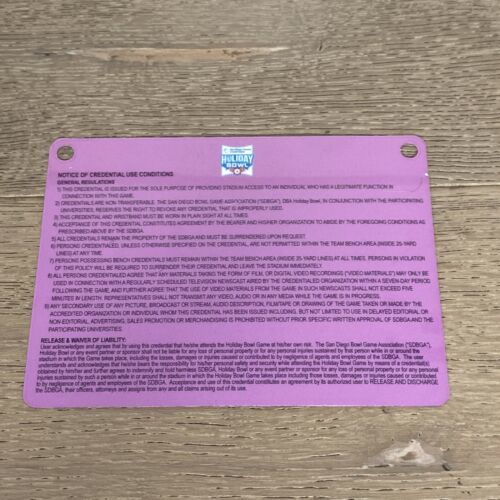 HOLIDAY
BOWL
NOTICE OF CREDENTIAL USE CONDITIONS
GENERAL REGULATIONS
1) THIS CREDENTIAL IS ISSUED FOR THE SOLE PURPOSE OF PROVIDING STADIUM ACCESS TO AN INDIVIDUAL WHO HAS A LEGITIMATE FUNCTION IN
CONNECTION WITH THIS GAME.
2) CREDENTIALS ARE NON TRANSFERABLE. THE SAN DIEGO BOWL GAME ASSOCIATION ("SDBGA"), DBA Holiday Bowl, IN CONJUNCTION WITH THE PARTICIPATING
UNIVERSITIES, RESERVES THE RIGHT TO REVOKE ANY CREDENTIAL THAT IS IMPROPERLY USED.
3) THIS CREDENTIAL AND WRISTBAND MUST BE WORN IN PLAIN SIGHT AT ALL TIMES.
4) ACCEPTANCE OF THIS CREDENTIAL CONSTITUTES AGREEMENT BY THE BEARER AND HIGHER ORGANIZATION TO ABIDE BY THE FOREGOING CONDITIONS AS
PRESCRIBED ABOVE BY THE SDBGA.
5) ALL CREDENTIALS REMAIN THE PROPERTY OF THE SDBGA AND MUST BE SURRENDERED UPON REQUEST.
6) PERSONS CREDENTIALED, UNLESS OTHERWISE SPECIFIED ON THE CREDENTIAL, ARE NOT PERMITTED WITHIN THE TEAM BENCH AREA (INSIDE 25-YARD
LINES) AT ANY TIME.
7) PERSONS POSSESSING BENCH CREDENTIALS MUST REMAIN WITHIN THE TEAM BENCH AREA (INSIDE 25-YARD LINES) AT ALL TIMES. PERSONS IN VIOLATION
OF THIS POLICY WILL BE REQUIRED TO SURRENDER THEIR CREDENTIAL AND LEAVE THE STADIUM IMMEDIATELY.
8) ALL PERSONS CREDENTIALED AGREE THAT ANY MATERIALS TAKING THE FORM OF FILM, OR DIGITAL VIDEO RECORDINGS ("VIDEO MATERIALS") MAY ONLY BE
USED IN CONNECTION WITH A REGULARLY SCHEDULED TELEVISION NEWSCAST AIRED BY THE CREDENTIALED ORGANIZATION WITHIN A SEVEN-DAY PERIOD
FOLLOWING THE GAME, AND FURTHER AGREE THAT THE USE OF VIDEO MATERIALS FROM THE GAME IN SUCH NEWSCASTS SHALL NOT EXCEED FIVE
MINUTES IN LENGTH. REPRESENTATIVES SHALL NOT TRANSMIT ANY VIDEO, AUDIO OR IN ANY MEDIA WHILE THE GAME IS IN PROGRESS.
9) ANY SECONDARY USE OF ANY PICTURE, BROADCAST OR STREAM, AUDIO DESCRIPTION, FILM/TAPE OR DRAWING OF THE GAME TAKEN OR MADE BY THE
ACCREDITED ORGANIZATION OR INDIVIDUAL WHOM THIS CREDENTIAL HAS BEEN ISSUED INCLUDING, BUT NOT LIMITED TO USE IN DELAYED EDITORIAL OR
NON-EDITORIAL ADVERTISING, SALES PROMOTION OR MERCHANDISING IS PROHIBITED WITHOUT PRIOR SPECIFIC WRITTEN APPROVAL OF SDBGA AND THE
PARTICIPATING UNIVERSITIES.
RELEASE & WAIVER OF LIABILITY:
User acknowledges and agrees that by using this credential that he/she attends the Holiday Bowl Game at his/her own risk. The San Diego Bowl Game Association ("SDBGA"),
Holiday Bowl or any event partner or sponsor shall not be liable for any loss of personal property or for any personal injuries sustained by such person while in or around the
stadium in which the Game takes place, including the losses, damages or injuries caused or contributed to by negligence of agents and employees of the SDBGA. The user
understands and acknowledges that he/she bears the responsibility for his/her personal safety and security while attending the Holiday Bowl Game by means of a credential(s),
obtained by him/her and further agrees to indemnify and hold harmless SDBGA, Holiday Bowl or any event partner or sponsor for any loss of personal property or for any personal
injuries sustained by such a person while in or around the stadium in which the Holiday Bowl Game takes place including those losses, damages or injuries caused or contributed
to by negligence of agents and employees of the SDBGA. Acceptance and use of this credential constitutes an agreement by its authorized user to RELEASE AND DISCHARGE
the SDBGA, their officers, attorneys and assigns from any and all claims arising out of its use.